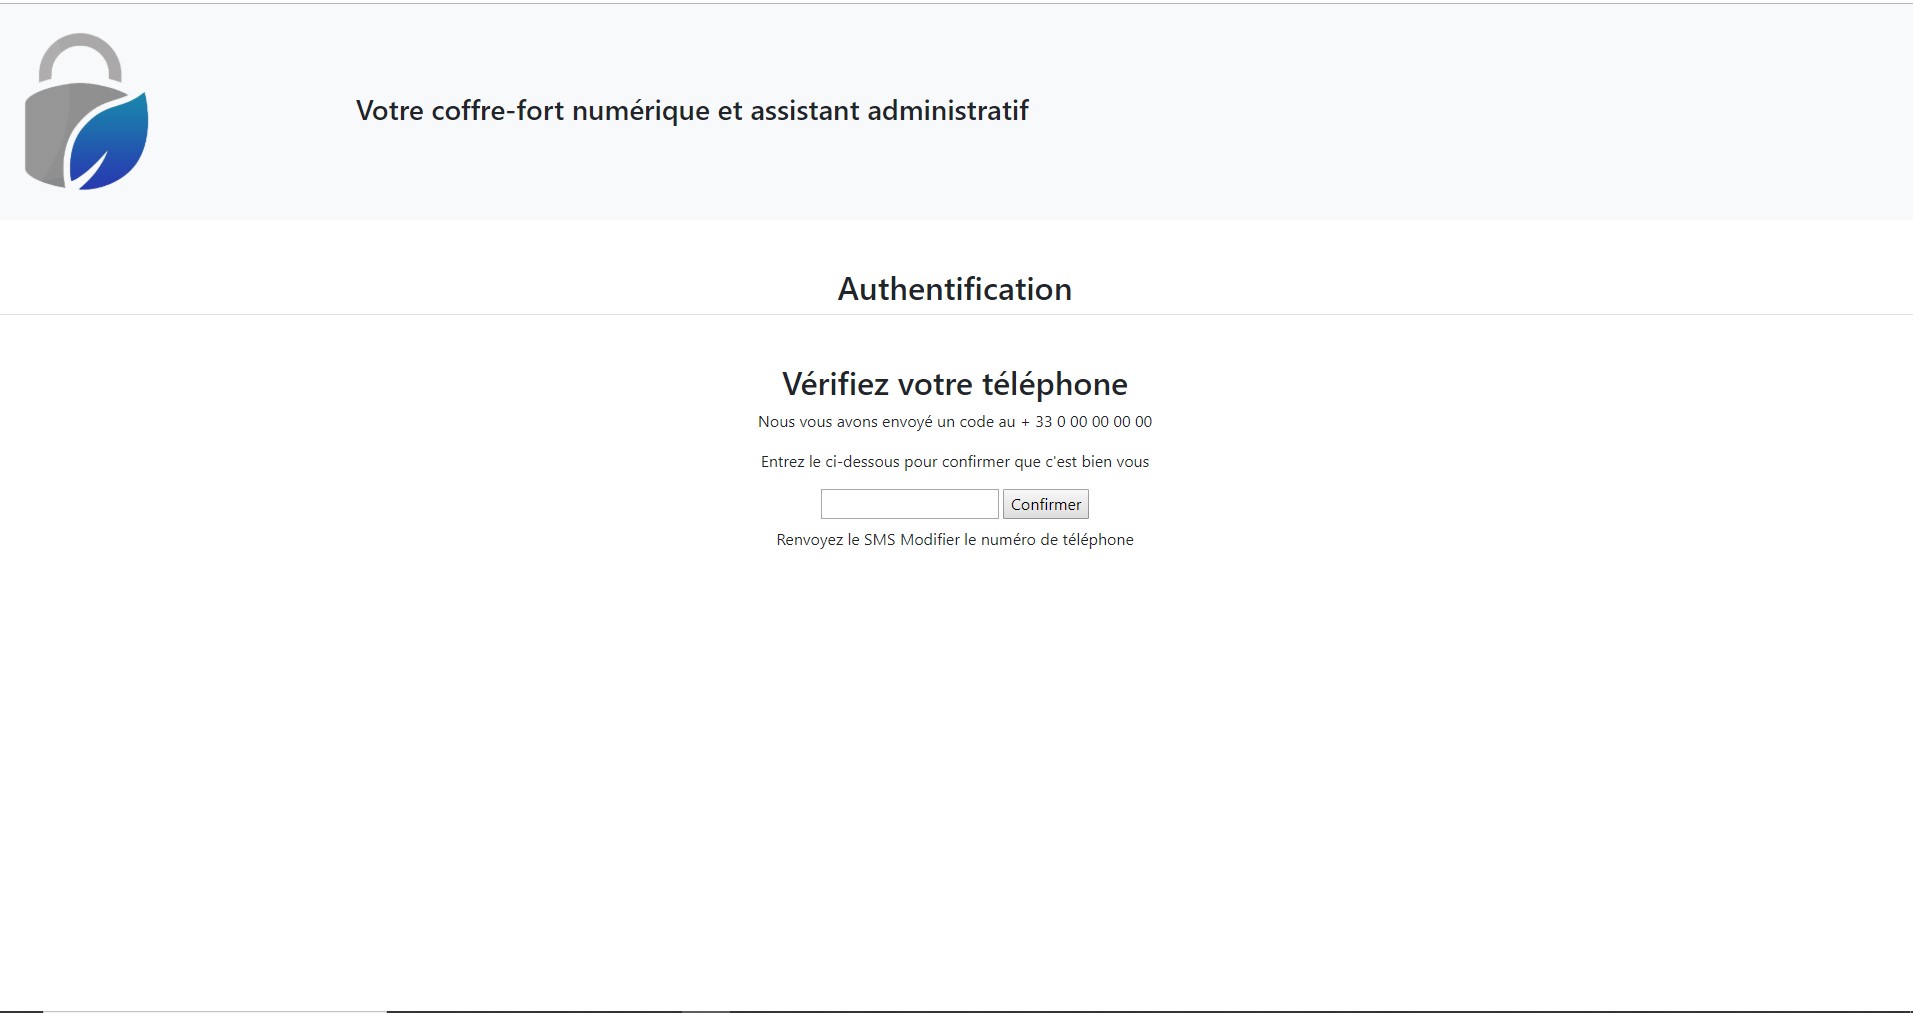 Votre coffre-fort numérique et assistant administratif
Authentification
Vérifiez votre téléphone
Nous vous avons envoyé un code au + 33 0 00 00 00 00
Entrez le ci-dessous pour confirmer que c'est bien vous
Confirmer
Renvoyez le SMS Modifier le numéro de téléphone